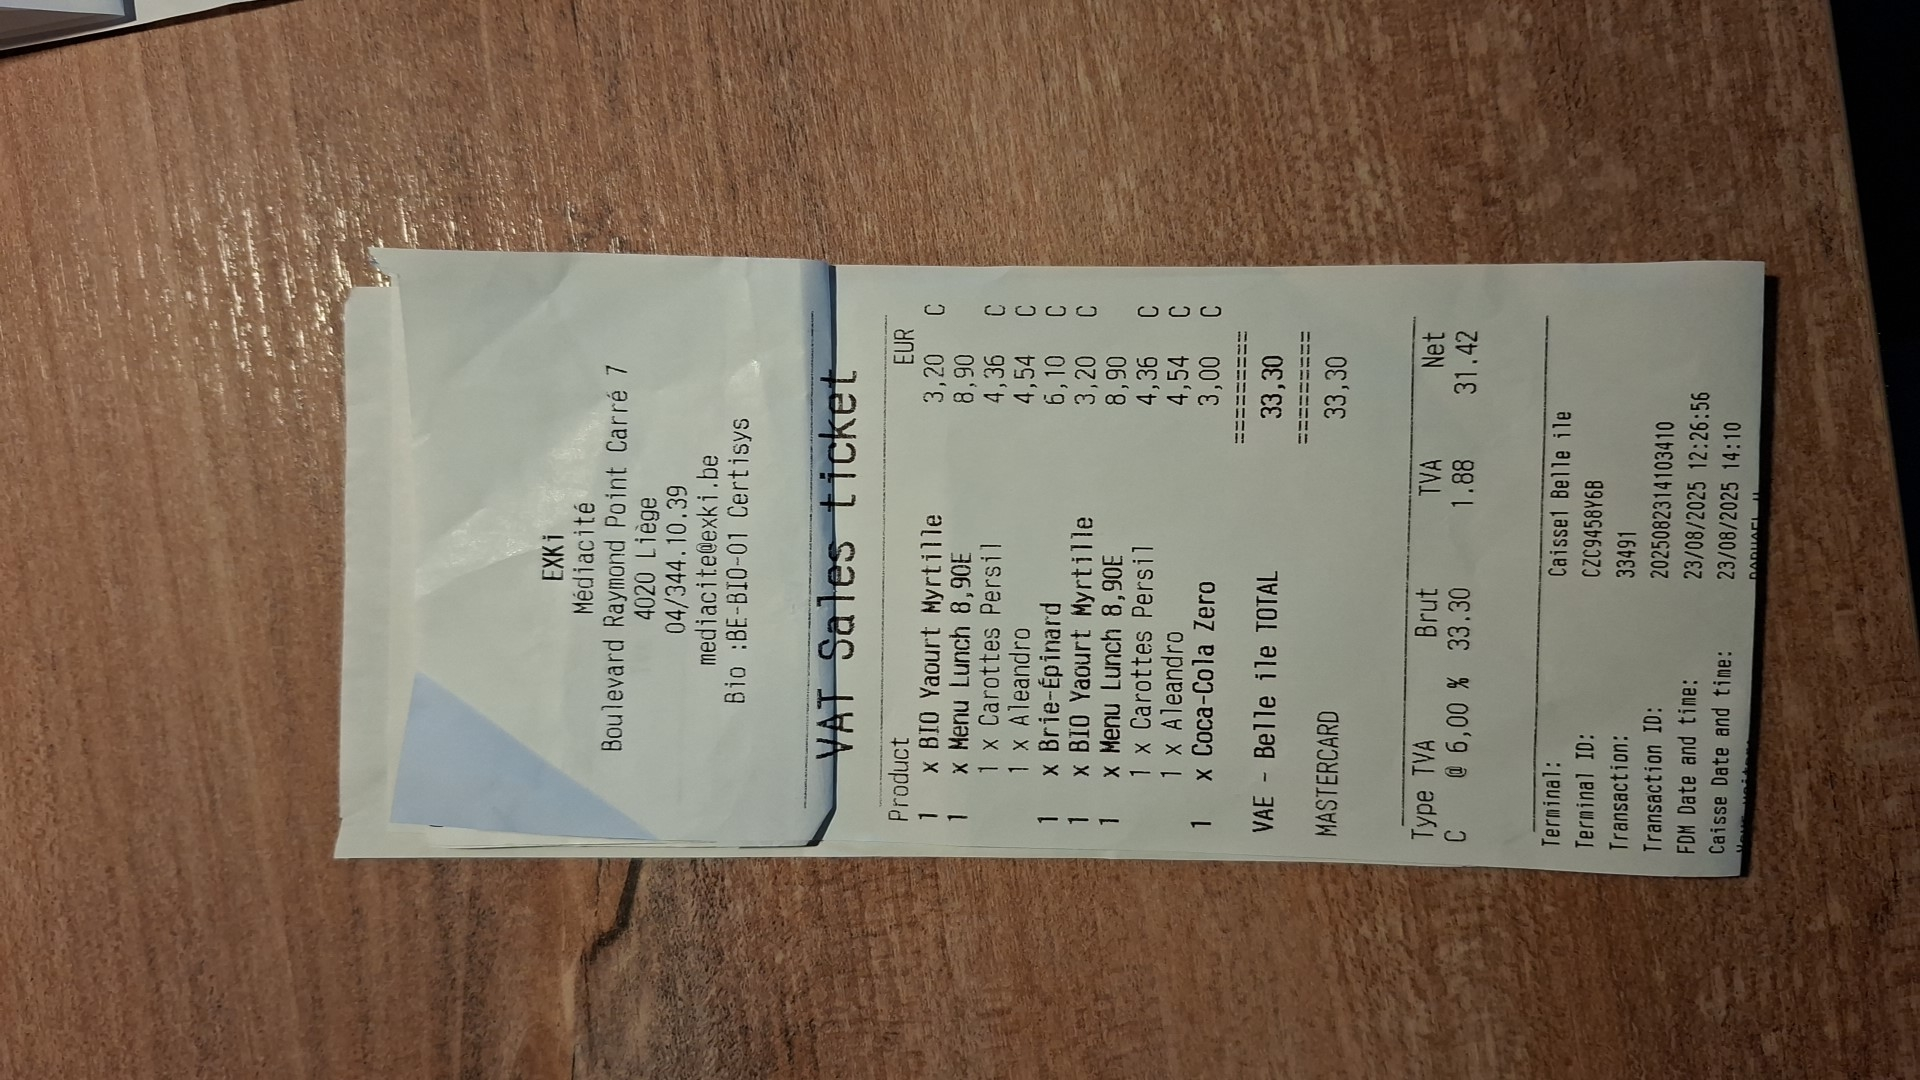 EXKi
Médiacité
Boulevard Raymond Point Carré 7
4020 Liège
04/344.10.39
mediacite@exki.be
Bio :BE-BIO-01 Certisys
VAT Sales ticket
Product EUR
1 x BIO Yaourt Myrtille 3,20 C
1 x Menu Lunch 8,90E 8,90
1 x Carottes Persil 4,36 C
1 x Aleandro 4,54 C
1 x Brie-Épinard 6,10 C
1 x BIO Yaourt Myrtille 3,20 C
1 x Menu Lunch 8,90E 8,90
1 x Carottes Persil 4,36 C
1 x Aleandro 4,54 C
1 x Coca-Cola Zero 3,00 C
=========
VAE - Belle ile TOTAL 33,30
=========
MASTERCARD 33,30
Type TVA Brut TVA Net
C @ 6,00 % 33.30 1.88 31.42
Terminal: Caisse1 Belle ile
Terminal ID: CZC9458Y6B
Transaction: 33491
Transaction ID: 2025082314103410
FDM Date and time: 23/08/2025 12:26:56
Caisse Date and time: 23/08/2025 14:10